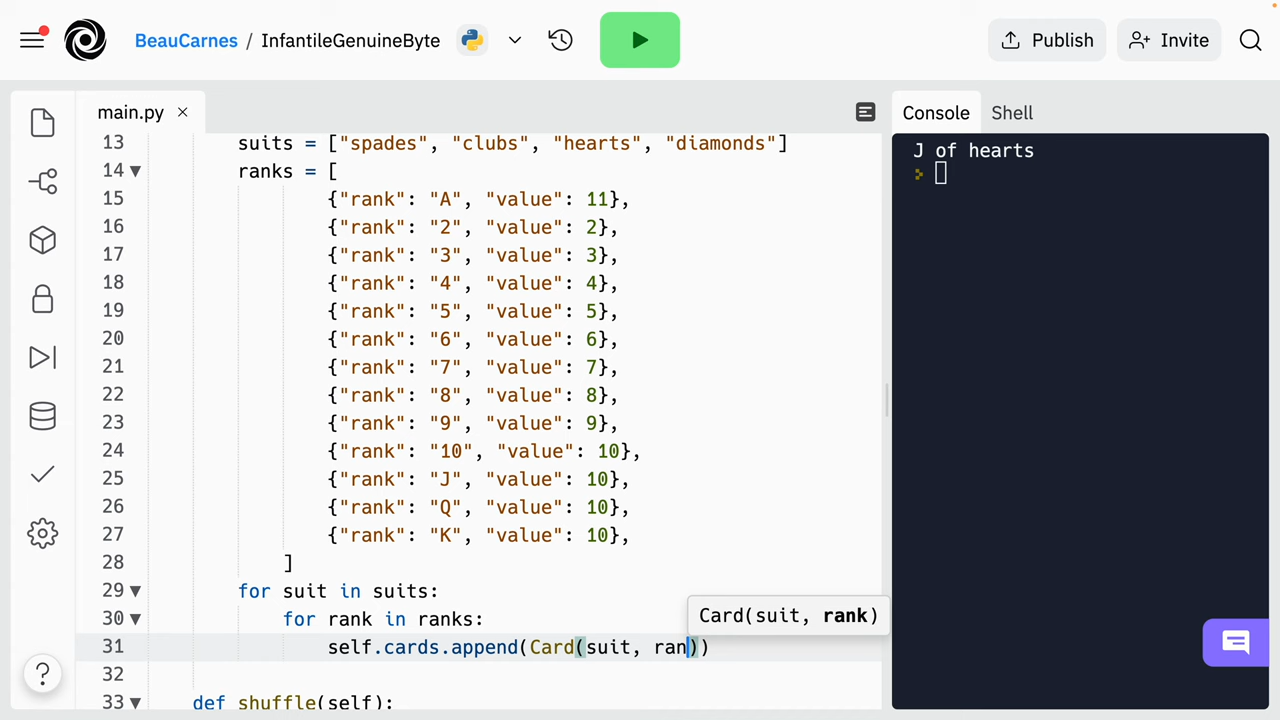 BeauCarnes / InfantileGenuineByte
Publish
Invite
main.py
Console
Shell
13 suits = ["spades", "clubs", "hearts", "diamonds"]
14 ranks = [
15 {"rank": "A", "value": 11},
16 {"rank": "2", "value": 2},
17 {"rank": "3", "value": 3},
18 {"rank": "4", "value": 4},
19 {"rank": "5", "value": 5},
20 {"rank": "6", "value": 6},
21 {"rank": "7", "value": 7},
22 {"rank": "8", "value": 8},
23 {"rank": "9", "value": 9},
24 {"rank": "10", "value": 10},
25 {"rank": "J", "value": 10},
26 {"rank": "Q", "value": 10},
27 {"rank": "K", "value": 10},
28 ]
29 for suit in suits:
30 for rank in ranks:
Card(suit, rank)
31 self.cards.append(Card(suit, ran))
32
33 def shuffle(self):
J of hearts
?